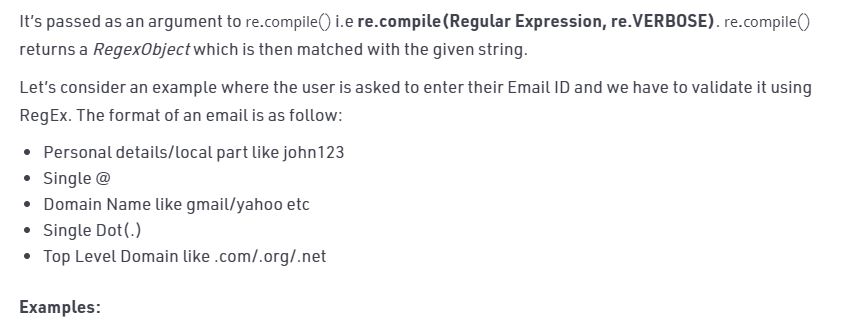 It's passed as an argument to re.compile() i.e re.compile(Regular Expression, re.VERBOSE). re.compile()
returns a RegexObject which is then matched with the given string.
Let's consider an example where the user is asked to enter their Email ID and we have to validate it using
RegEx. The format of an email is as follow:
• Personal details/local part like john123
• Single @
• Domain Name like gmail/yahoo etc
• Single Dot(.)
• Top Level Domain like .com/.org/.net
Examples: